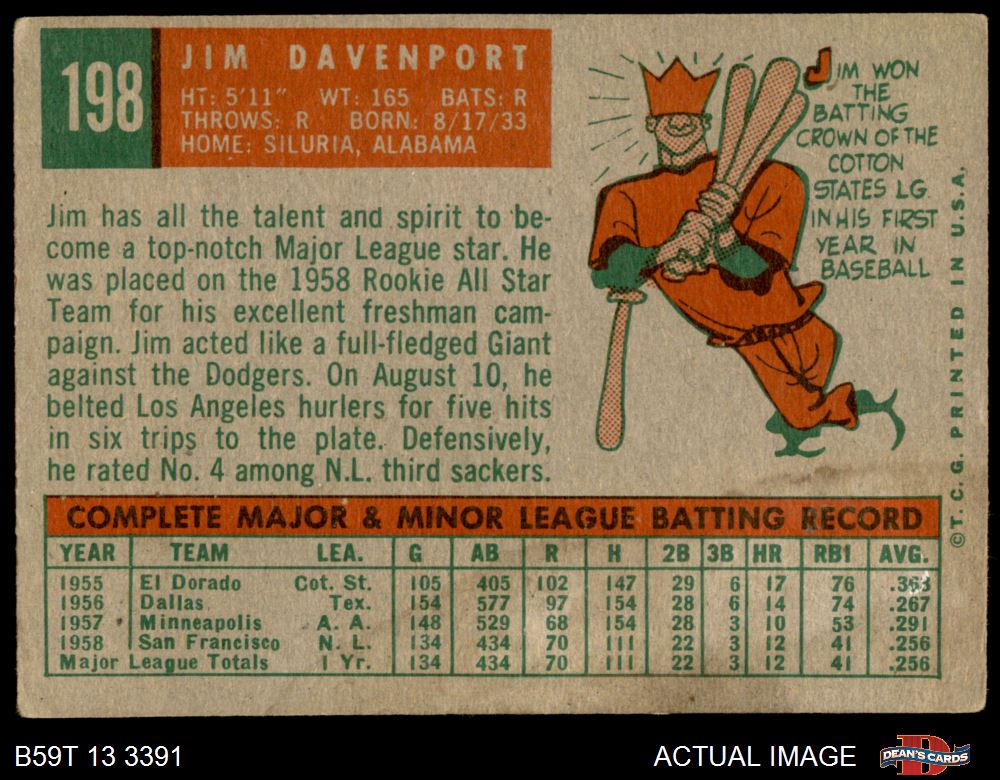 198
JIM DAVENPORT
HT: 5'11" WT: 165 BATS: R
THROWS: R BORN: 8/17/33
HOME: SILURIA, ALABAMA
JIM WON
THE
BATTING
CROWN OF THE
COTTON
STATES LG.
IN HIS FIRST
YEAR IN
BASEBALL
Jim has all the talent and spirit to be-
come a top-notch Major League star. He
was placed on the 1958 Rookie All Star
Team for his excellent freshman cam-
paign. Jim acted like a full-fledged Giant
against the Dodgers. On August 10, he
belted Los Angeles hurlers for five hits
in six trips to the plate. Defensively,
he rated No. 4 among N.L. third sackers.
©T. C. G. PRINTED IN U.S.A.
COMPLETE MAJOR & MINOR LEAGUE BATTING RECORD
YEAR TEAM LEA. G AB R H 2B 3B HR RBI AVG.
1955 El Dorado Cot. St. 105 405 102 147 29 6 17 76 .363
1956 Dallas Tex. 154 577 97 154 28 6 14 74 .267
1957 Minneapolis A. A. 148 529 68 154 28 3 10 53 .291
1958 San Francisco N. L. 134 434 70 111 22 3 12 41 .256
Major League Totals 1 Yr. 134 434 70 111 22 3 12 41 .256
B59T 13 3391
ACTUAL IMAGE
DEAN'S CARDS